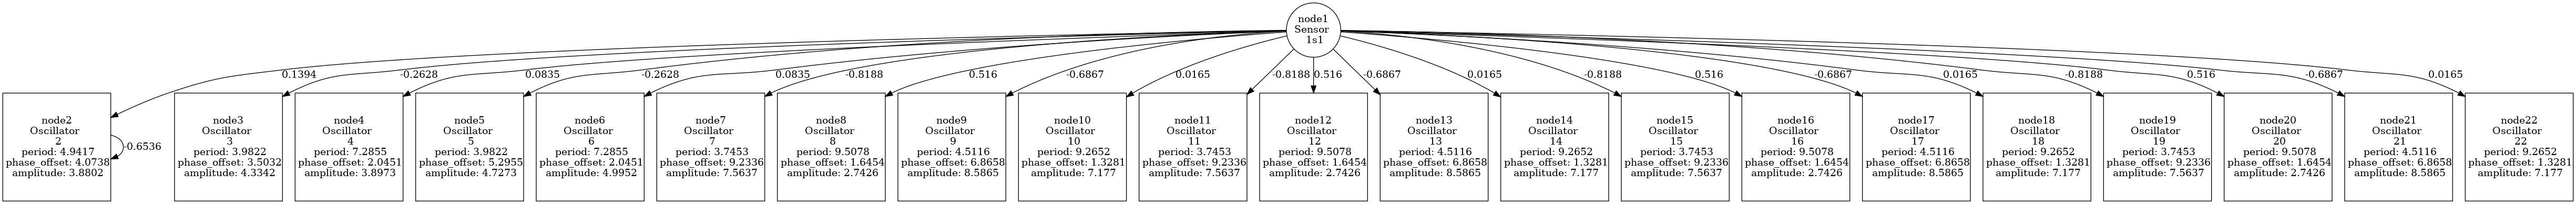 node1
Sensor
1s1
0.1394
-0.2628
0.0835
-0.2628
0.0835
-0.8188
0.516
-0.6867
0.0165
-0.8188
0.516
-0.6867
0.0165
-0.8188
0.516
-0.6867
0.0165
-0.8188
0.516
-0.6867
0.0165
node2
Oscillator
2
period: 4.9417
phase_offset: 4.0738
amplitude: 3.8802
-0.6536
node3
Oscillator
3
period: 3.9822
phase_offset: 3.5032
amplitude: 4.3342
node4
Oscillator
4
period: 7.2855
phase_offset: 2.0451
amplitude: 3.8973
node5
Oscillator
5
period: 3.9822
phase_offset: 5.2955
amplitude: 4.7273
node6
Oscillator
6
period: 7.2855
phase_offset: 2.0451
amplitude: 4.9952
node7
Oscillator
7
period: 3.7453
phase_offset: 9.2336
amplitude: 7.5637
node8
Oscillator
8
period: 9.5078
phase_offset: 1.6454
amplitude: 2.7426
node9
Oscillator
9
period: 4.5116
phase_offset: 6.8658
amplitude: 8.5865
node10
Oscillator
10
period: 9.2652
phase_offset: 1.3281
amplitude: 7.177
node11
Oscillator
11
period: 3.7453
phase_offset: 9.2336
amplitude: 7.5637
node12
Oscillator
12
period: 9.5078
phase_offset: 1.6454
amplitude: 2.7426
node13
Oscillator
13
period: 4.5116
phase_offset: 6.8658
amplitude: 8.5865
node14
Oscillator
14
period: 9.2652
phase_offset: 1.3281
amplitude: 7.177
node15
Oscillator
15
period: 3.7453
phase_offset: 9.2336
amplitude: 7.5637
node16
Oscillator
16
period: 9.5078
phase_offset: 1.6454
amplitude: 2.7426
node17
Oscillator
17
period: 4.5116
phase_offset: 6.8658
amplitude: 8.5865
node18
Oscillator
18
period: 9.2652
phase_offset: 1.3281
amplitude: 7.177
node19
Oscillator
19
period: 3.7453
phase_offset: 9.2336
amplitude: 7.5637
node20
Oscillator
20
period: 9.5078
phase_offset: 1.6454
amplitude: 2.7426
node21
Oscillator
21
period: 4.5116
phase_offset: 6.8658
amplitude: 8.5865
node22
Oscillator
22
period: 9.2652
phase_offset: 1.3281
amplitude: 7.177